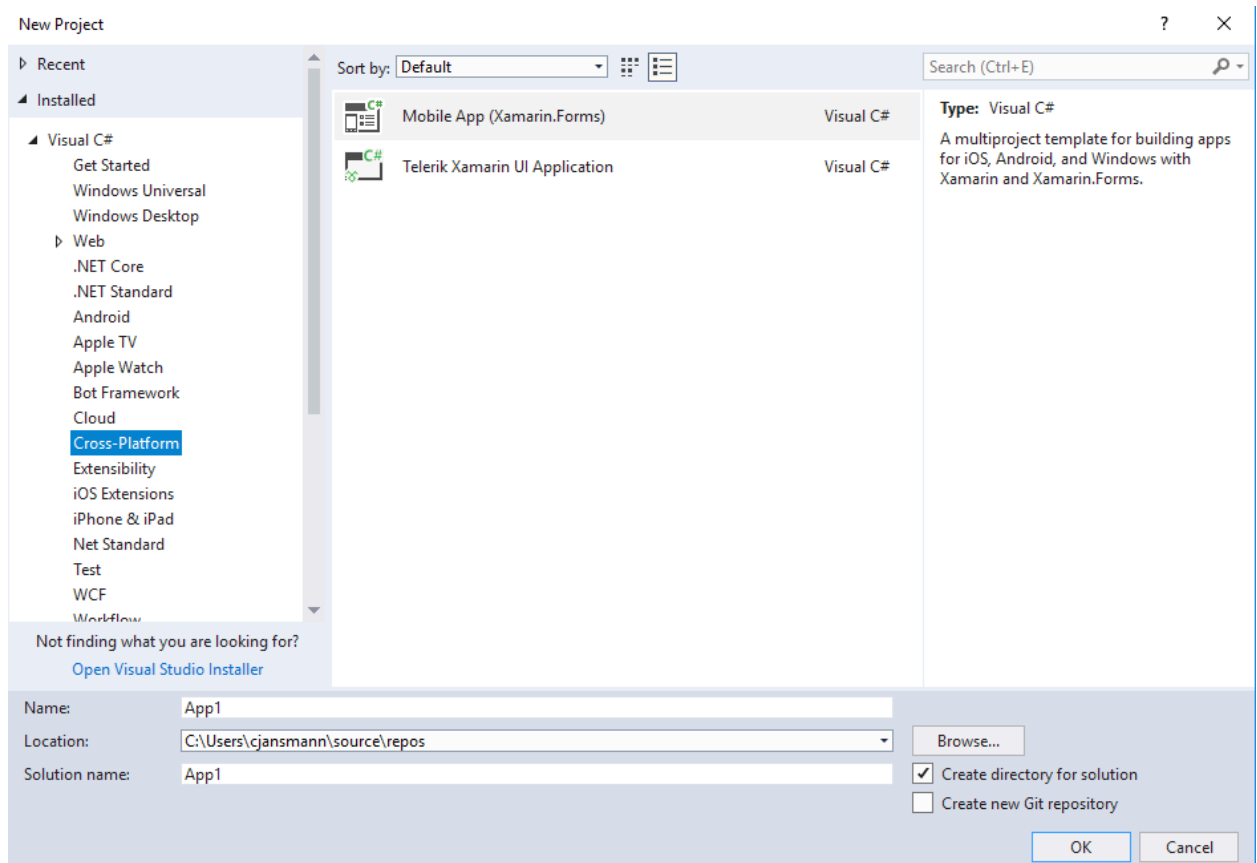 New Project
?
Recent
Installed
Visual C#
Get Started
Windows Universal
Windows Desktop
Web
.NET Core
.NET Standard
Android
Apple TV
Apple Watch
Bot Framework
Cloud
Cross-Platform
Extensibility
iOS Extensions
iPhone & iPad
Net Standard
Test
WCF
Workflow
Not finding what you are looking for?
Open Visual Studio Installer
Sort by: Default
C# Mobile App (Xamarin.Forms) Visual C#
C# Telerik Xamarin UI Application Visual C#
Search (Ctrl+E)
Type: Visual C#
A multiproject template for building apps
for iOS, Android, and Windows with
Xamarin and Xamarin.Forms.
Name: App1
Location: C:\Users\cjansmann\source\repos Browse...
Solution name: App1
Create directory for solution
Create new Git repository
OK Cancel